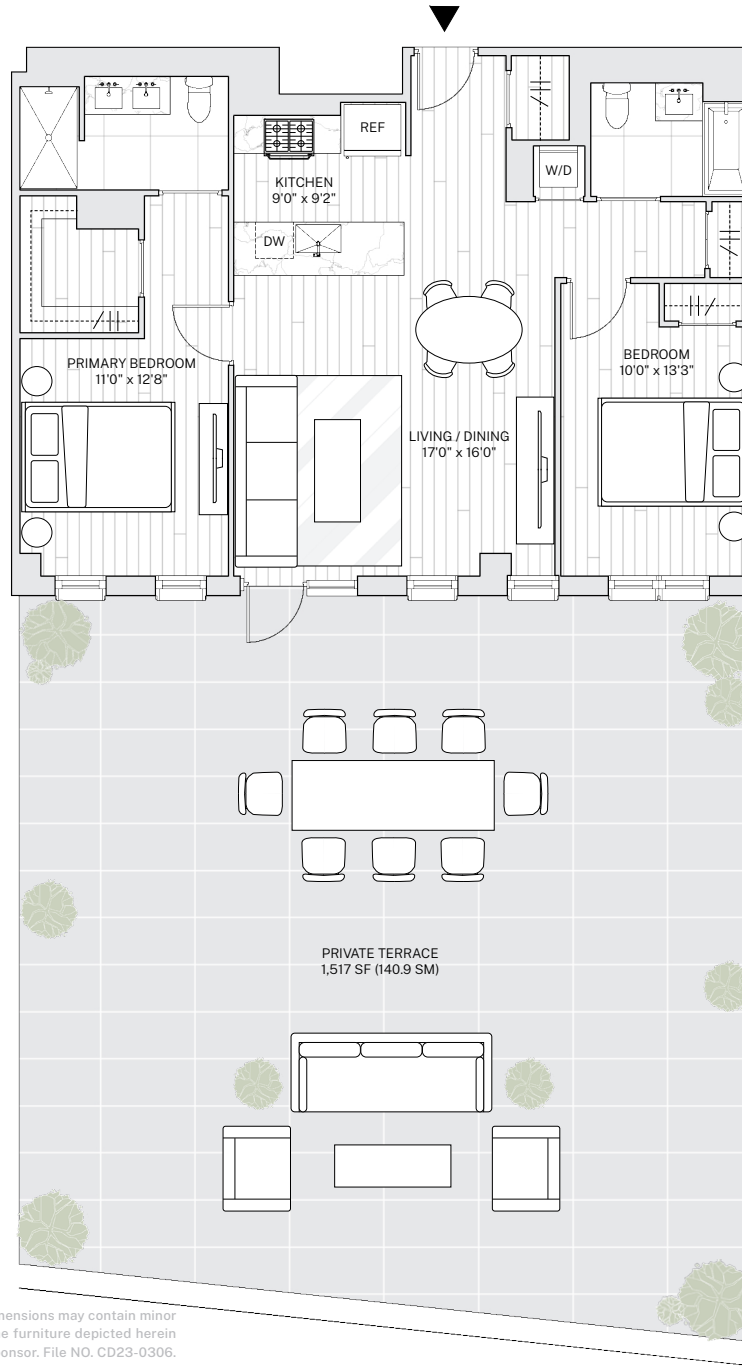 REF
W/D
KITCHEN
9'0" x 9'2"
DW
PRIMARY BEDROOM
11'0" x 12'8"
BEDROOM
10'0" x 13'3"
LIVING / DINING
17'0" x 16'0"
PRIVATE TERRACE
1,517 SF (140.9 SM)
mensions may contain minor
e furniture depicted herein
onsor. File NO. CD23-0306.